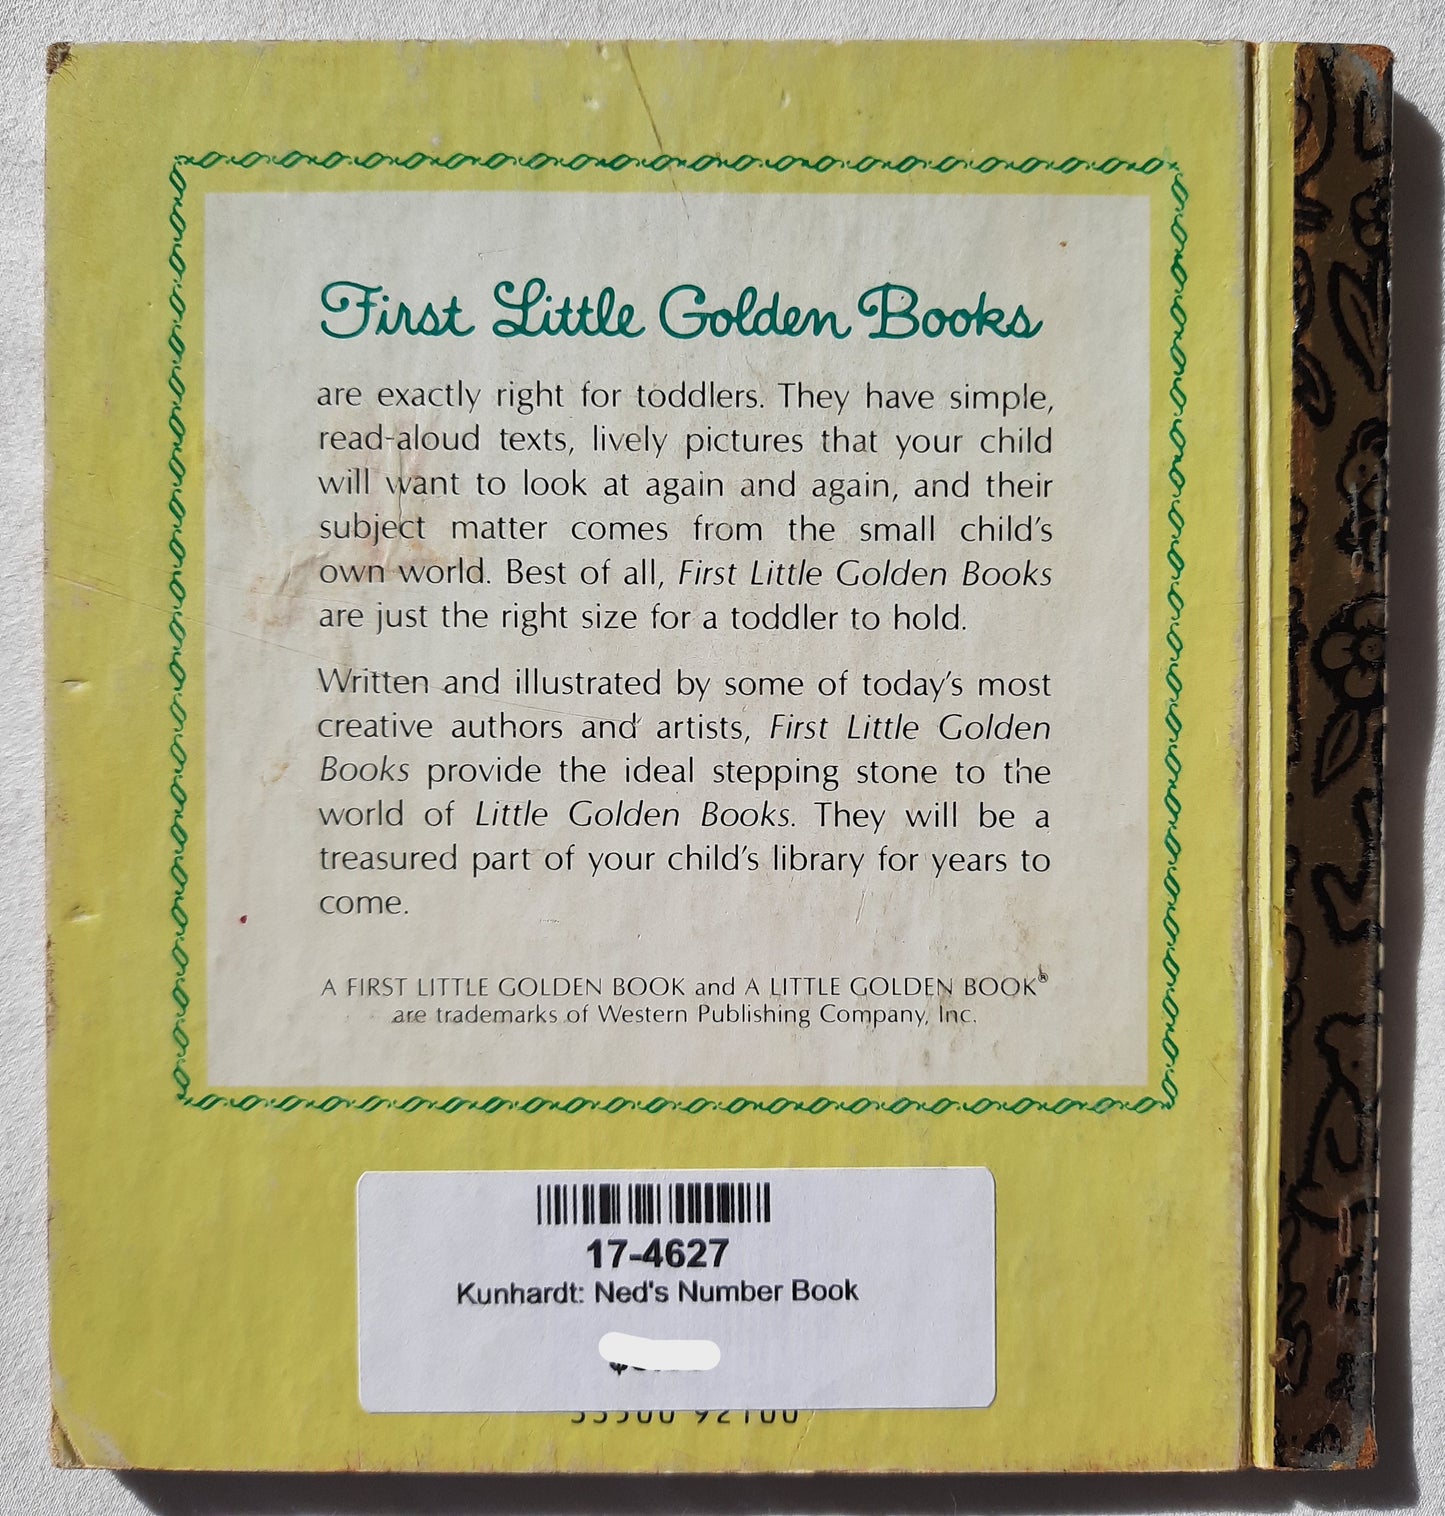 First Little Golden Books
are exactly right for toddlers. They have simple,
read-aloud texts, lively pictures that your child
will want to look at again and again, and their
subject matter comes from the small child's
own world. Best of all, First Little Golden Books
are just the right size for a toddler to hold.
Written and illustrated by some of today's most
creative authors and artists, First Little Golden
Books provide the ideal stepping stone to the
world of Little Golden Books. They will be a
treasured part of your child's library for years to
come.
A FIRST LITTLE GOLDEN BOOK and A LITTLE GOLDEN BOOK®
are trademarks of Western Publishing Company, Inc.
17-4627
Kunhardt: Ned's Number Book